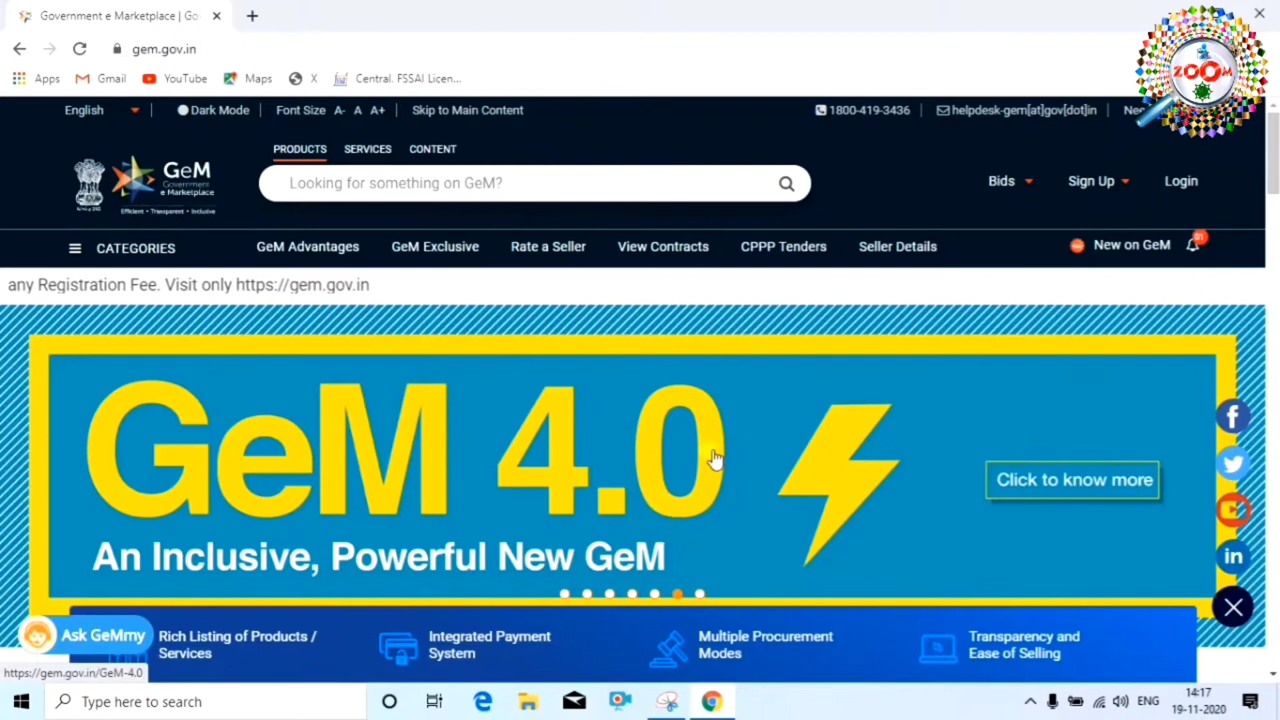 Government e Marketplace | Go
gem.gov.in
Apps Gmail YouTube Maps X Central. FSSAI Licen...
ZOOM
English Dark Mode Font Size A- A A+ Skip to Main Content 1800-419-3436 helpdesk-gem[at]gov[dot]in
PRODUCTS SERVICES CONTENT
GeM
Government
e Marketplace
Efficient • Transparent • Inclusive
Looking for something on GeM?
Bids Sign Up Login
CATEGORIES GeM Advantages GeM Exclusive Rate a Seller View Contracts CPPP Tenders Seller Details New on GeM
any Registration Fee. Visit only https://gem.gov.in
GeM 4.0
Click to know more
An Inclusive, Powerful New GeM
Ask GeMmy
Rich Listing of Products /
Services
Integrated Payment
System
Multiple Procurement
Modes
Transparency and
Ease of Selling
https://gem.gov.in/GeM-4.0
Type here to search
ENG
14:17
19-11-2020